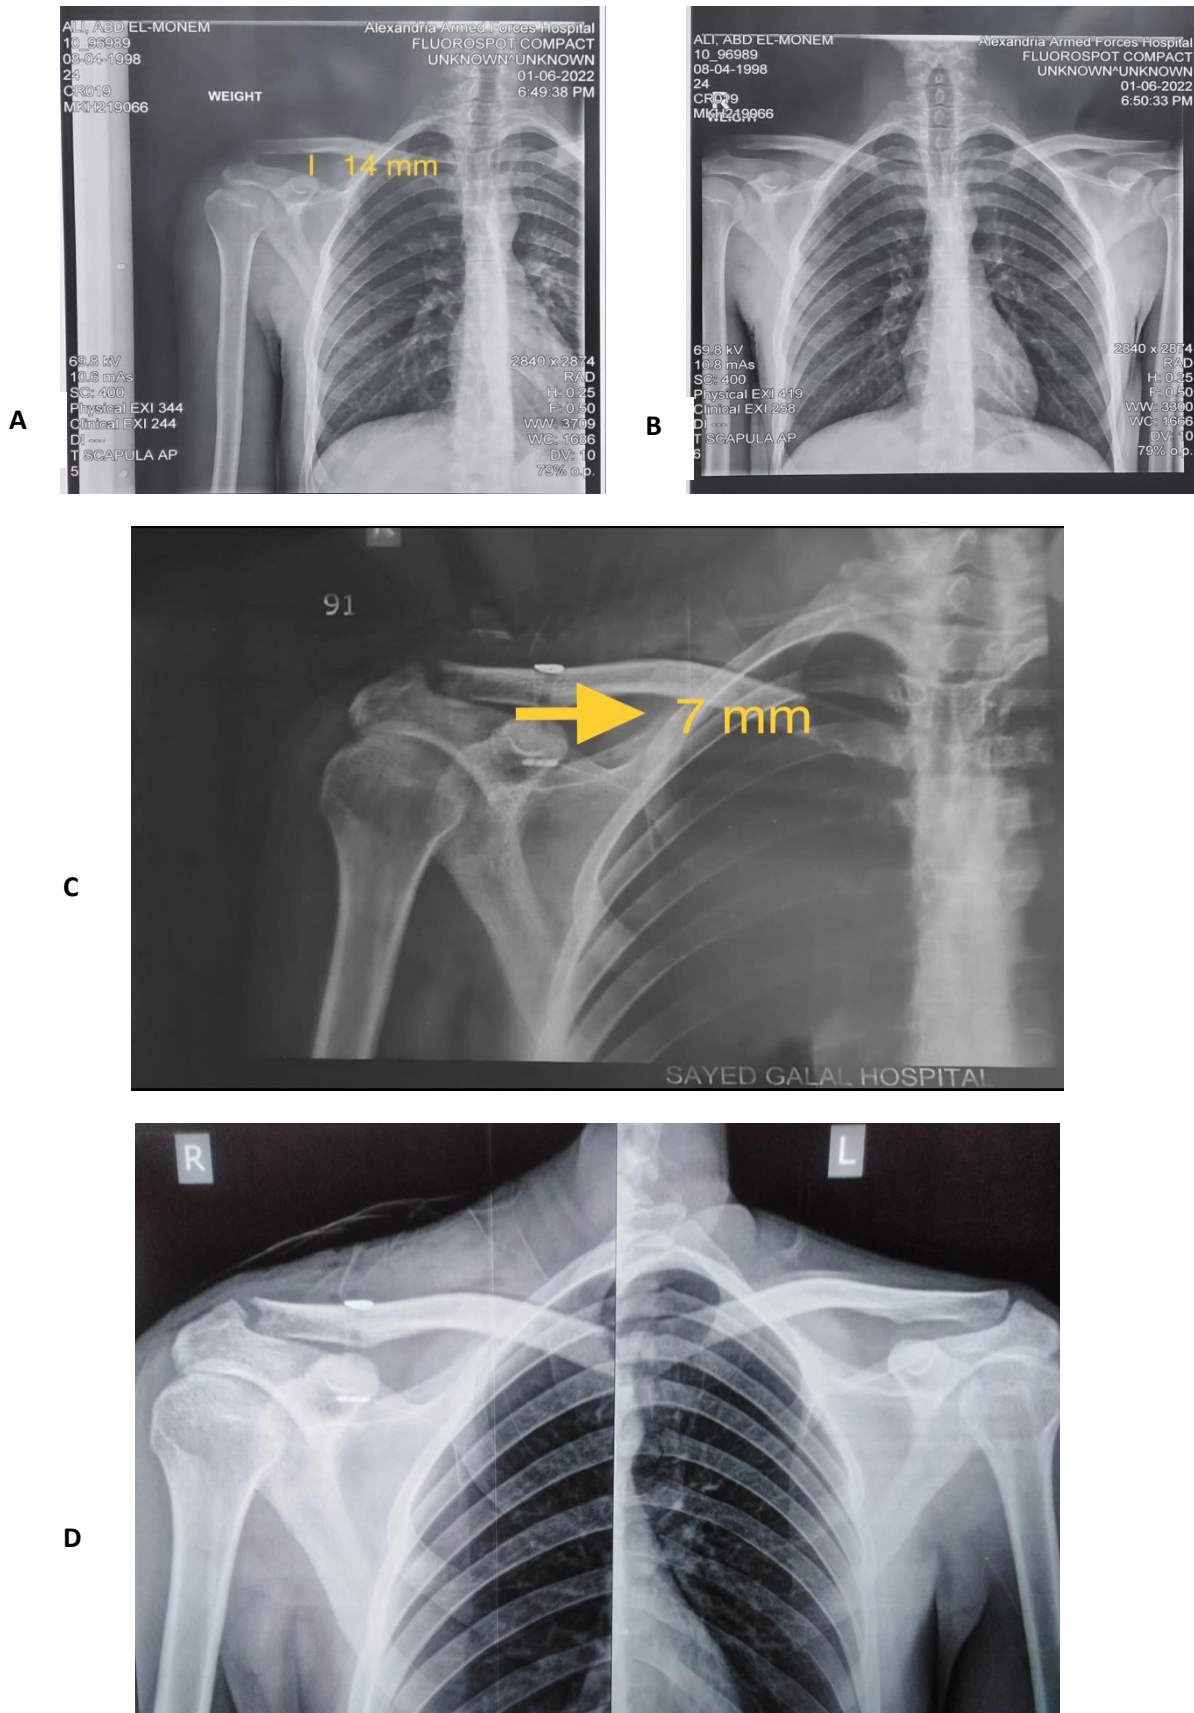 ALI, ABD EL-MONEM
10_96989
08-04-1998
24
CR019
MKH219066
Alexandria Armed Forces Hospital
FLUOROSPOT COMPACT
UNKNOWN^UNKNOWN
01-06-2022
6:49:38 PM
WEIGHT
14 mm
69.8 kV
10.6 mAs
SC: 400
Physical EXI 344
Clinical EXI 244
DI ---
T SCAPULA AP
5
2840 x 2874
RAD
H: 0.25
F: 0.50
WW: 3709
WC: 1686
DV: 10
79% o.p.
A
ALI, ABD EL-MONEM
10_96989
08-04-1998
24
CR019
MKH219066
R
WEIGHT
Alexandria Armed Forces Hospital
FLUOROSPOT COMPACT
UNKNOWN^UNKNOWN
01-06-2022
6:50:33 PM
69.8 kV
10.8 mAs
SC: 400
Physical EXI 419
Clinical EXI 258
DI ---
T SCAPULA AP
6
2840 x 2874
RAD
H: 0.25
F: 0.50
WW: 3300
WC: 1666
DV: 10
79% o.p.
B
91
7 mm
SAYED GALAL HOSPITAL
C
R
L
D